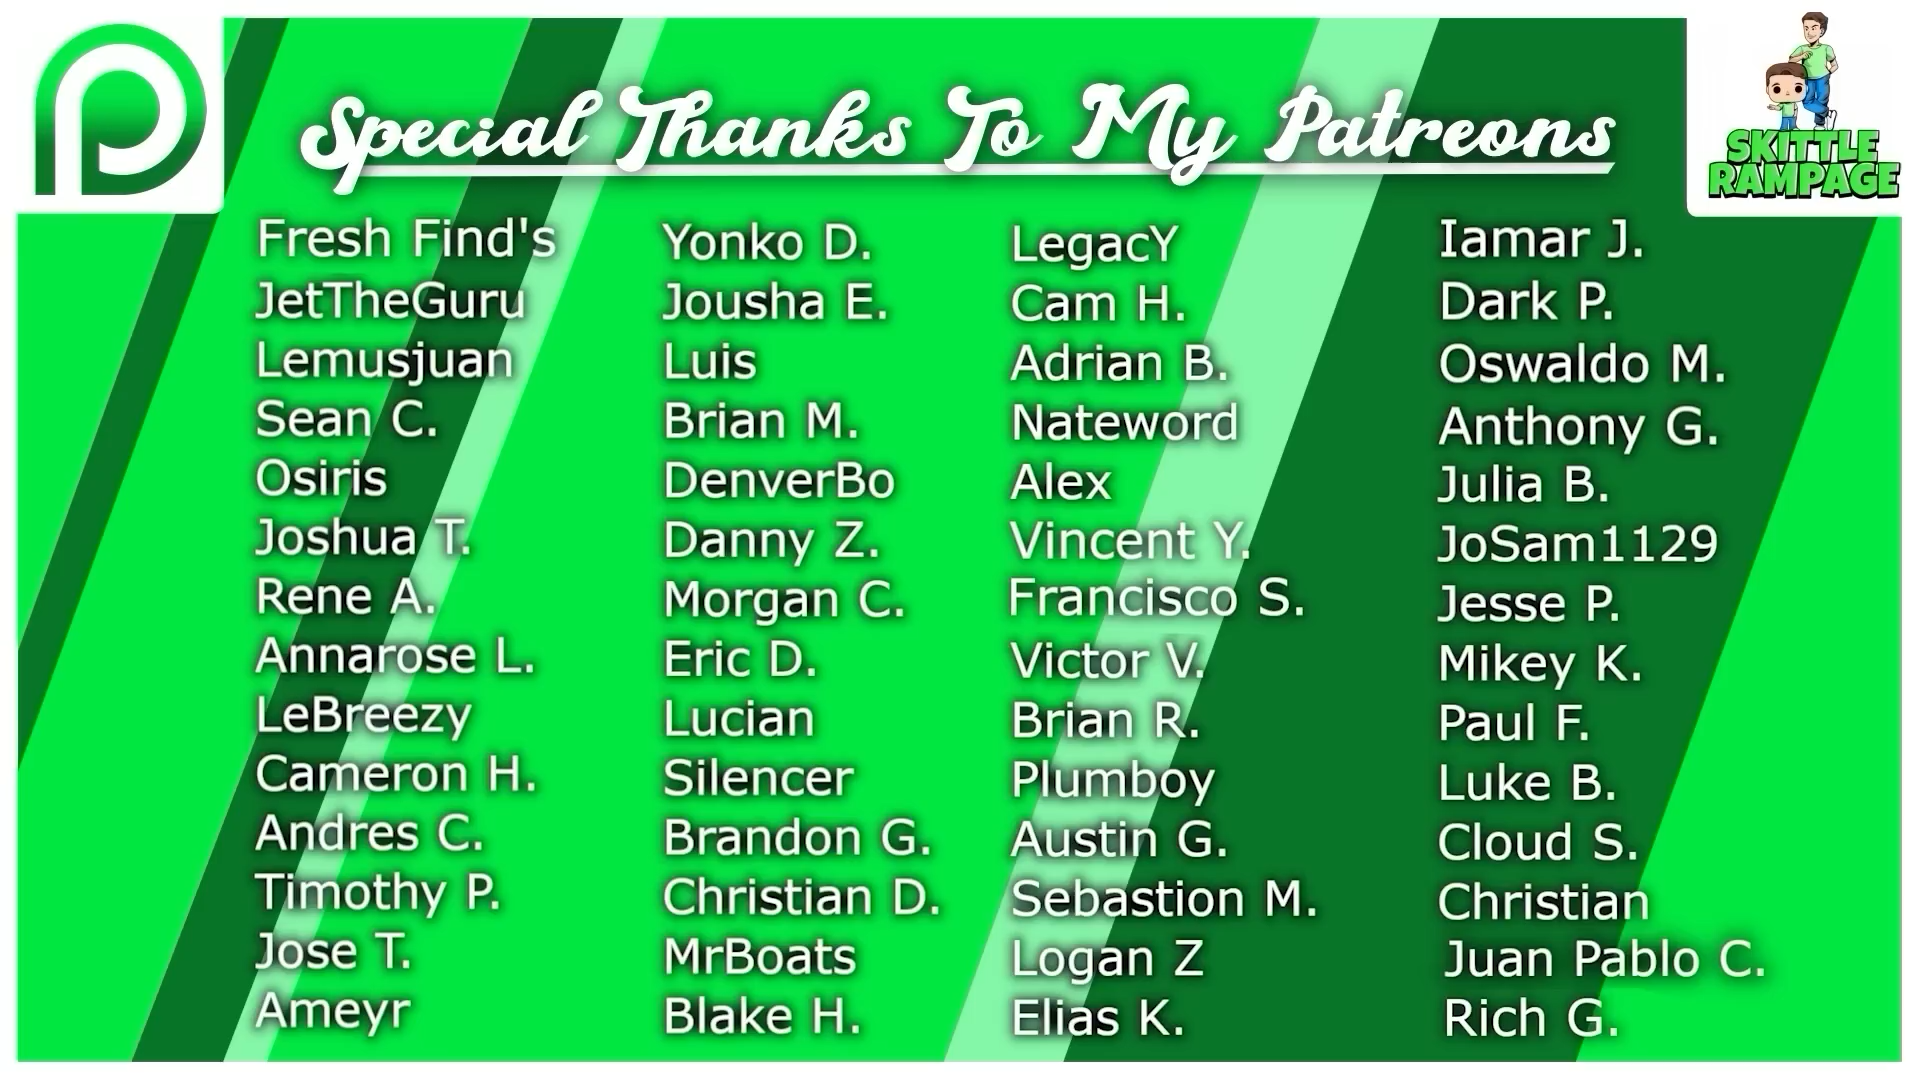 Special Thanks To My Patreons
SKITTLE
RAMPAGE
Fresh Find's
JetTheGuru
Lemusjuan
Sean C.
Osiris
Joshua T.
Rene A.
Annarose L.
LeBreezy
Cameron H.
Andres C.
Timothy P.
Jose T.
Ameyr
Yonko D.
Jousha E.
Luis
Brian M.
DenverBo
Danny Z.
Morgan C.
Eric D.
Lucian
Silencer
Brandon G.
Christian D.
MrBoats
Blake H.
LegacY
Cam H.
Adrian B.
Nateword
Alex
Vincent Y.
Francisco S.
Victor V.
Brian R.
Plumboy
Austin G.
Sebastion M.
Logan Z
Elias K.
Iamar J.
Dark P.
Oswaldo M.
Anthony G.
Julia B.
JoSam1129
Jesse P.
Mikey K.
Paul F.
Luke B.
Cloud S.
Christian
Juan Pablo C.
Rich G.